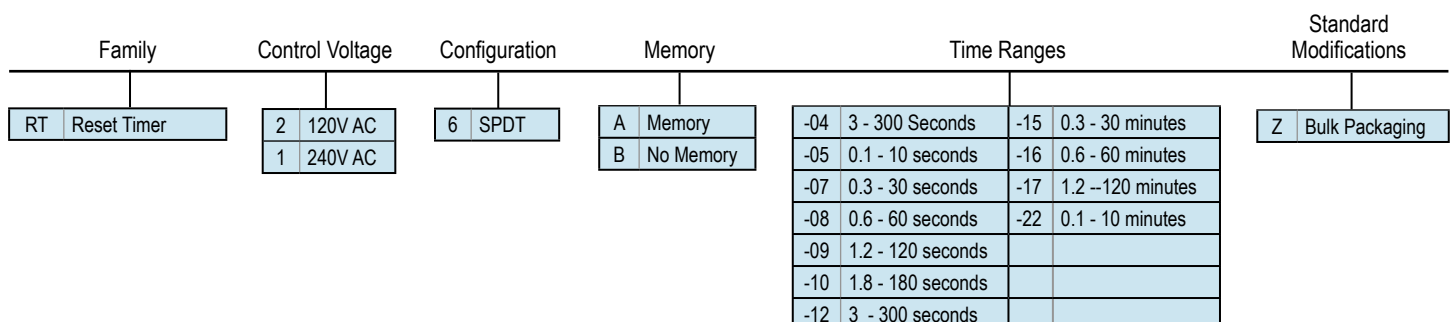 Family Control Voltage Configuration Memory Time Ranges Standard Modifications
RT Reset Timer 2 120V AC 6 SPDT A Memory -04 3 - 300 Seconds -15 0.3 - 30 minutes Z Bulk Packaging
1 240V AC B No Memory -05 0.1 - 10 seconds -16 0.6 - 60 minutes
-07 0.3 - 30 seconds -17 1.2 --120 minutes
-08 0.6 - 60 seconds -22 0.1 - 10 minutes
-09 1.2 - 120 seconds
-10 1.8 - 180 seconds
-12 3 - 300 seconds